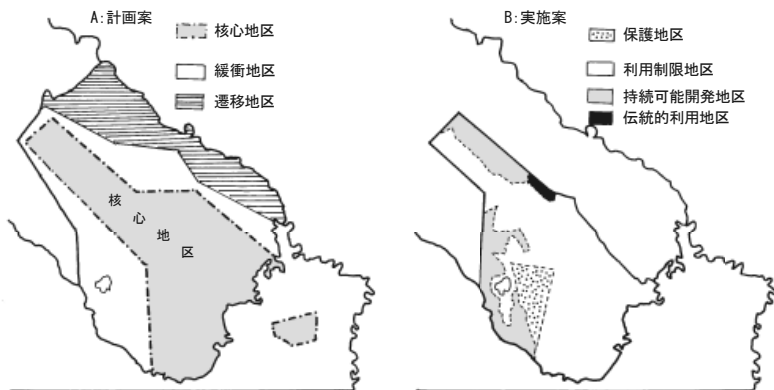 A:計画案
核心地区
緩衝地区
遷移地区
核心地区
B:実施案
保護地区
利用制限地区
持続可能開発地区
伝統的利用地区